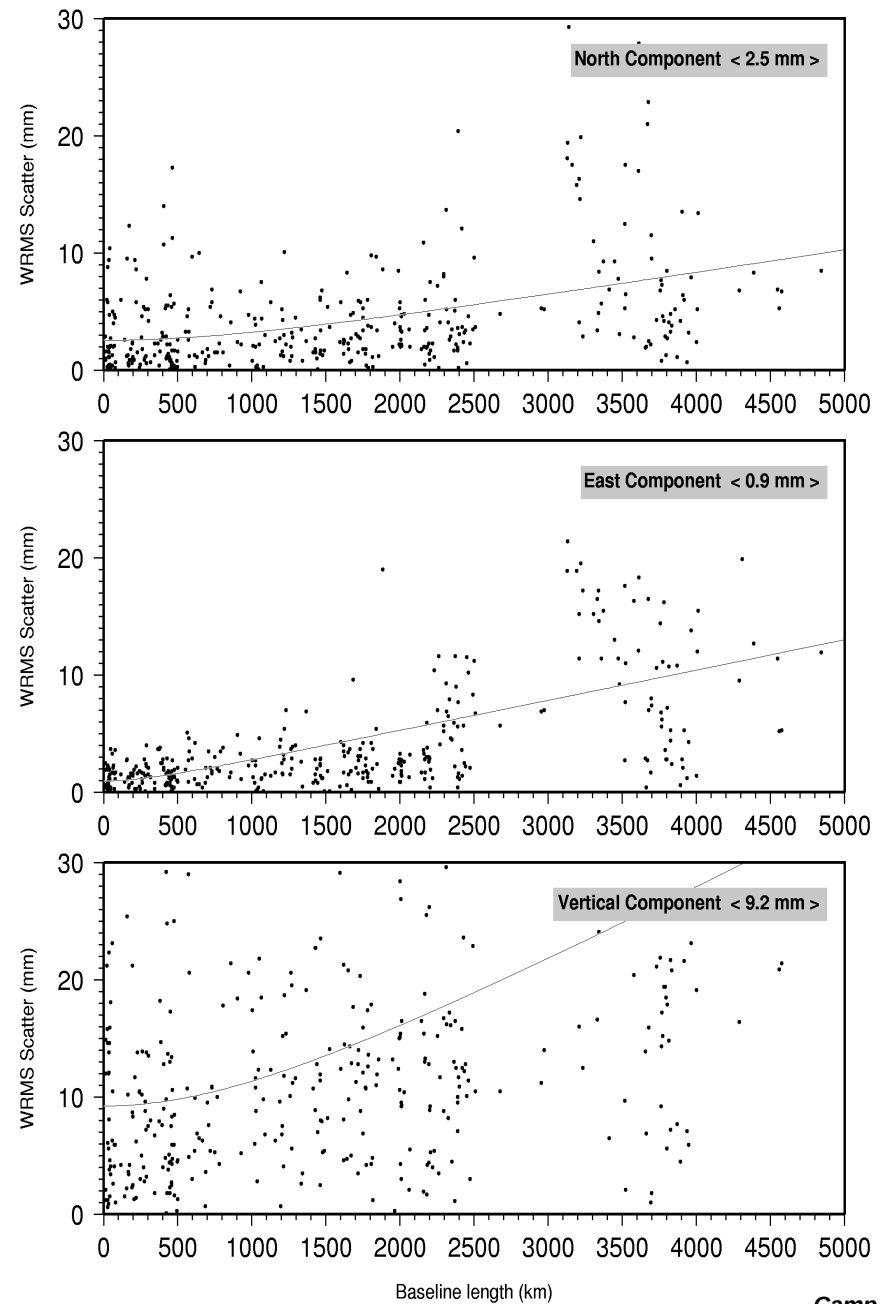 30
North Component < 2.5 mm >
20
WRMS Scatter (mm)
10
0
0 500 1000 1500 2000 2500 3000 3500 4000 4500 5000
30
East Component < 0.9 mm >
20
WRMS Scatter (mm)
10
0
0 500 1000 1500 2000 2500 3000 3500 4000 4500 5000
30
Vertical Component < 9.2 mm >
20
WRMS Scatter (mm)
10
0
0 500 1000 1500 2000 2500 3000 3500 4000 4500 5000
Baseline length (km)